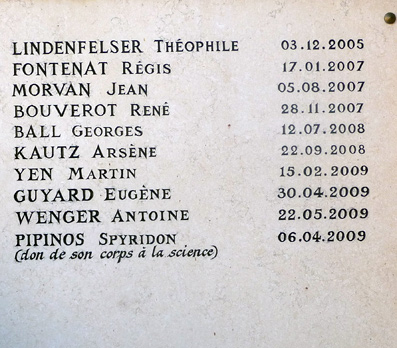 LINDENFELSER THÉOPHILE 03.12.2005
FONTENAT RÉGIS 17.01.2007
MORVAN JEAN 05.08.2007
BOUVEROT RENÉ 28.11.2007
BALL GEORGES 12.07.2008
KAUTZ ARSÈNE 22.09.2008
YEN MARTIN 15.02.2009
GUYARD EUGÈNE 30.04.2009
WENGER ANTOINE 22.05.2009
PIPINOS SPYRIDON 06.04.2009
(don de son corps à la science)